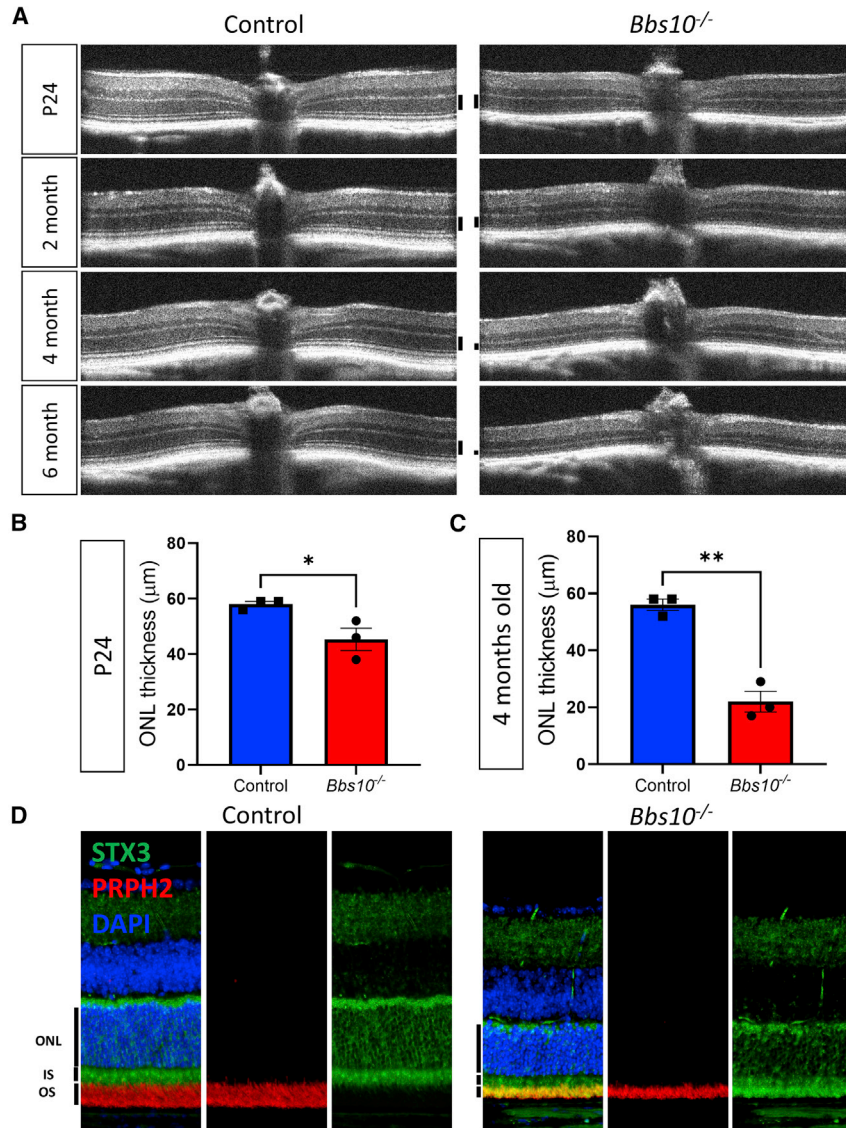 A
Control
Bbs10-/-
P24
2 month
4 month
6 month
B
P24
ONL thickness (μm)
80
60
40
20
0
*
Control
Bbs10-/-
C
4 months old
ONL thickness (μm)
80
60
40
20
0
**
Control
Bbs10-/-
D
Control
Bbs10-/-
STX3
PRPH2
DAPI
ONL
IS
OS